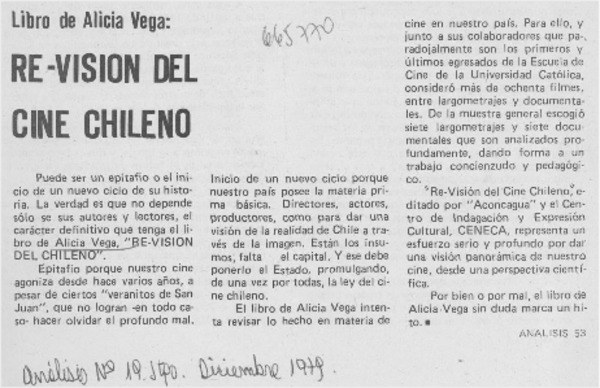 Libro de Alicia Vega:
665770
RE-VISION DEL
CINE CHILENO
Puede ser un epitafio o el ini-
cio de un nuevo ciclo de su histo-
ria. La verdad es que no depende
sólo se sus autores y lectores, el
carácter definitivo que tenga el li-
bro de Alicia Vega, "RE-VISION
DEL CHILENO".
Epitafio porque nuestro cine
agoniza desde hace varios años, a
pesar de ciertos "veranitos de San
Juan", que no logran -en todo ca-
so- hacer olvidar el profundo mal.
Inicio de un nuevo ciclo porque
nuestro país posee la materia pri-
ma básica. Directores, actores,
productores, como para dar una
visión de la realidad de Chile a tra-
vés de la imagen. Están los insu-
mos, falta el capital. Y ese debe
ponerlo el Estado, promulgando,
de una vez por todas, la ley del ci-
ne chileno.
El libro de Alicia Vega inten-
ta revisar lo hecho en materia de
cine en nuestro país. Para ello, y
junto a sus colaboradores que pa-
radojalmente son los primeros y
últimos egresados de la Escuela de
Cine de la Universidad Católica,
consideró más de ochenta filmes,
entre largometrajes y documenta-
les. De la muestra general escogió
siete largometrajes y siete docu-
mentales que son analizados pro-
fundamente, dando forma a un
trabajo concienzudo y pedagógi-
co.
"Re-Visión del Cine Chileno", e-
ditado por "Aconcagua" y el Cen-
tro de Indagación y Expresión
Cultural, CENECA, representa un
esfuerzo serio y profundo por dar
una visión panorámica de nuestro
cine, desde una perspectiva cientí-
fica.
Por bien o por mal, el libro de
Alicia Vega sin duda marca un hi-
to.
ANALISIS 53
Análisis Nº 19. Diciembre 1979.